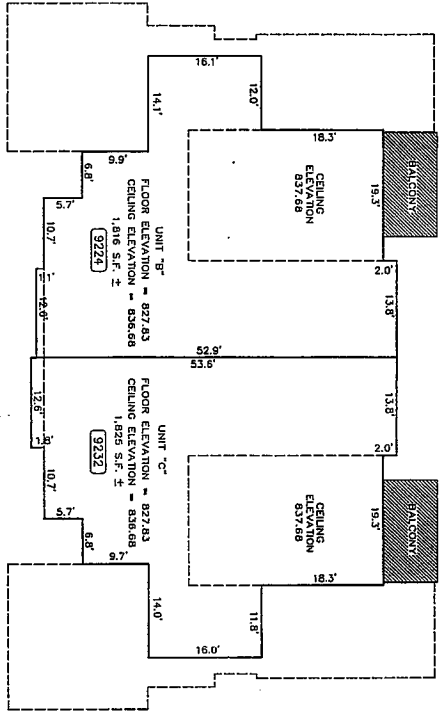 16.1'
12.0'
14.1'
18.3'
BALCONY
CEILING
ELEVATION
837.68
19.3'
9.9'
6.8'
5.7'
10.7'
UNIT "B"
FLOOR ELEVATION = 827.83
CEILING ELEVATION = 836.68
1,816 S.F. ±
9224
2.0'
1.1'
12.6'
13.8'
52.9'
53.6'
12.6'
1.8'
10.7'
5.7'
6.8'
9.7'
UNIT "C"
FLOOR ELEVATION = 827.83
CEILING ELEVATION = 836.68
1,825 S.F. ±
9232
13.8'
2.0'
CEILING
ELEVATION
837.68
19.3'
BALCONY
18.3'
14.0'
11.8'
16.0'